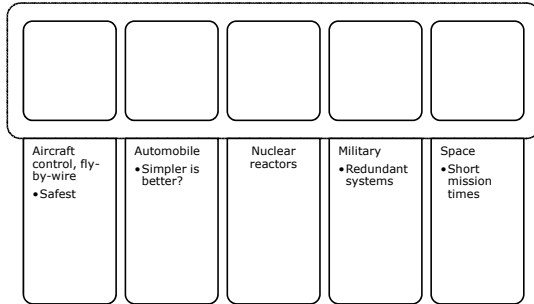 Aircraft
control, fly-
by-wire
•Safest
Automobile
•Simpler is
better?
Nuclear
reactors
Military
•Redundant
systems
Space
•Short
mission
times